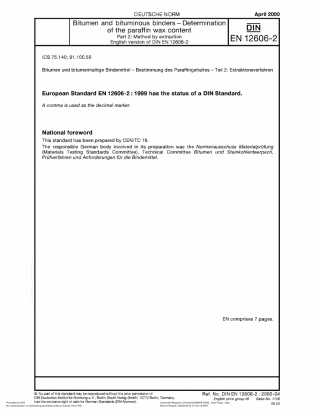 DEUTSCHE NORM
April 2000
Bitumen and bituminous binders – Determination
of the paraffin wax content
Part 2: Method by extraction
English version of DIN EN 12606-2
DIN
EN 12606-2
ICS 75.140; 91.100.50
Bitumen und bitumenhaltige Bindemittel – Bestimmung des Paraffingehaltes – Teil 2: Extraktionsverfahren
European Standard EN 12606-2 : 1999 has the status of a DIN Standard.
A comma is used as the decimal marker.
National foreword
This standard has been prepared by CEN/TC 19.
The responsible German body involved in its preparation was the Normenausschuss Materialprüfung
(Materials Testing Standards Committee), Technical Committee Bitumen und Steinkohlenteerpech,
Prüfverfahren und Anforderungen für die Bindemittel.
EN comprises 7 pages.
© No part of this standard may be reproduced without the prior permission of
DIN Deutsches Institut für Normung e. V., Berlin. Beuth Verlag GmbH, 10772 Berlin, Germany,
has the exclusive right of sale for German Standards (DIN-Normen).
Ref. No. DIN EN 12606-2 : 2000-04
English price group 08 Sales No. 1108